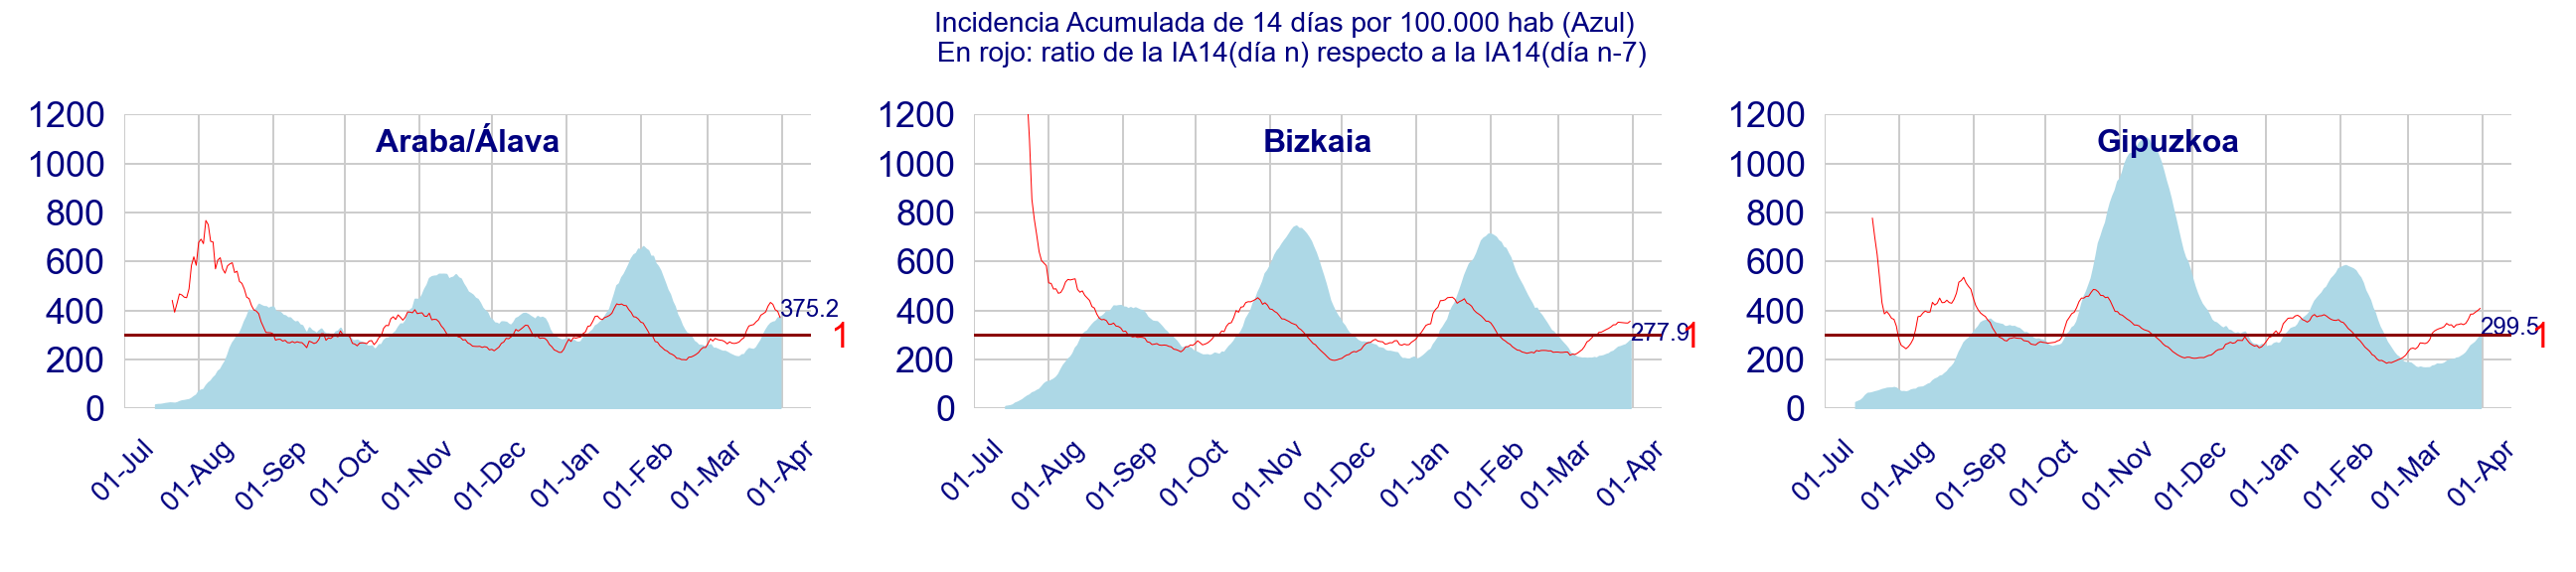 Incidencia Acumulada de 14 días por 100.000 hab (Azul)
En rojo: ratio de la IA14(día n) respecto a la IA14(día n-7)
Araba/Álava
1200
1000
800
600
400
200
0
375.2
1
01-Jul
01-Aug
01-Sep
01-Oct
01-Nov
01-Dec
01-Jan
01-Feb
01-Mar
01-Apr
Bizkaia
1200
1000
800
600
400
200
0
277.9
1
01-Jul
01-Aug
01-Sep
01-Oct
01-Nov
01-Dec
01-Jan
01-Feb
01-Mar
01-Apr
Gipuzkoa
1200
1000
800
600
400
200
0
299.5
1
01-Jul
01-Aug
01-Sep
01-Oct
01-Nov
01-Dec
01-Jan
01-Feb
01-Mar
01-Apr